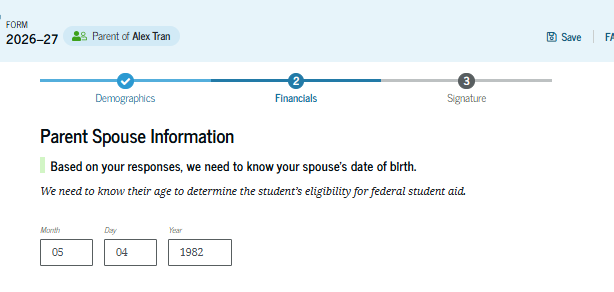 FORM
2026–27
Parent of Alex Tran
Save
Demographics
2
Financials
3
Signature
Parent Spouse Information
Based on your responses, we need to know your spouse's date of birth.
We need to know their age to determine the student's eligibility for federal student aid.
Month Day Year
05 04 1982